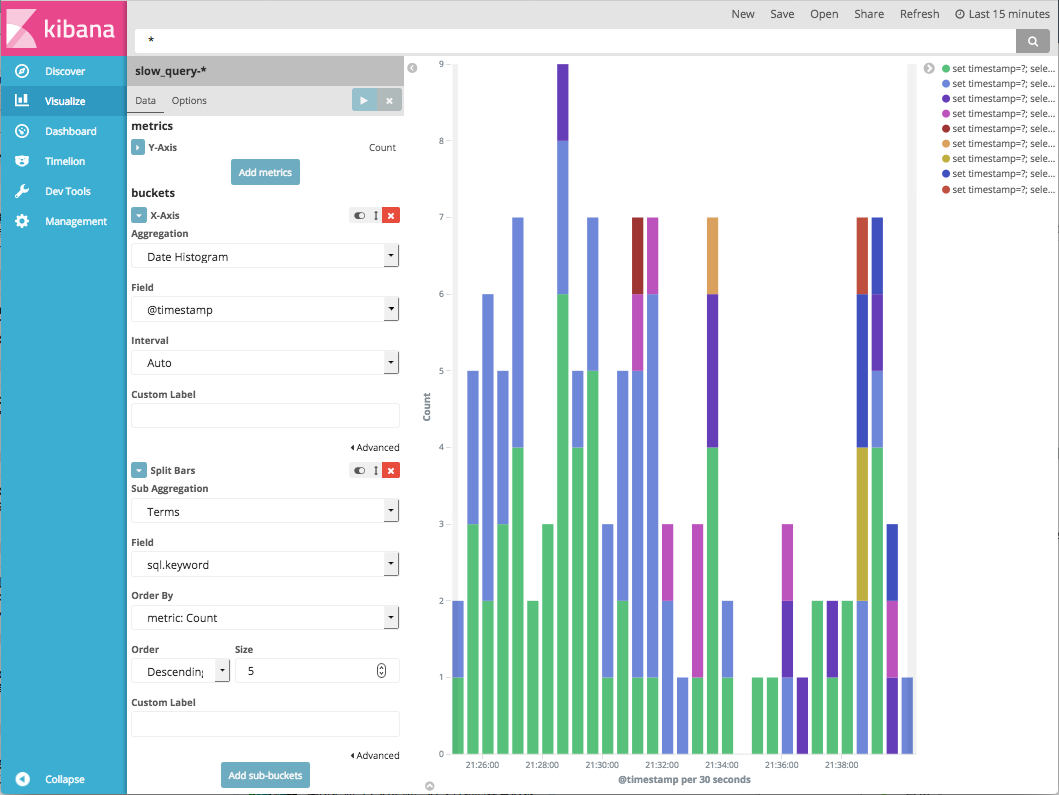 kibana
New Save Open Share Refresh Last 15 minutes
*
Discover
Visualize
Dashboard
Timelion
Dev Tools
Management
Collapse
slow_query-*
Data Options
metrics
Y-Axis Count
Add metrics
buckets
X-Axis
Aggregation
Date Histogram
Field
@timestamp
Interval
Auto
Custom Label
Advanced
Split Bars
Sub Aggregation
Terms
Field
sql.keyword
Order By
metric: Count
Order Size
Descending 5
Custom Label
Advanced
Add sub-buckets
Count
9
8
7
6
5
4
3
2
1
0
21:26:00 21:28:00 21:30:00 21:32:00 21:34:00 21:36:00 21:38:00
@timestamp per 30 seconds
set timestamp=?; sele...
set timestamp=?; sele...
set timestamp=?; sele...
set timestamp=?; sele...
set timestamp=?; sele...
set timestamp=?; sele...
set timestamp=?; sele...
set timestamp=?; sele...
set timestamp=?; sele...